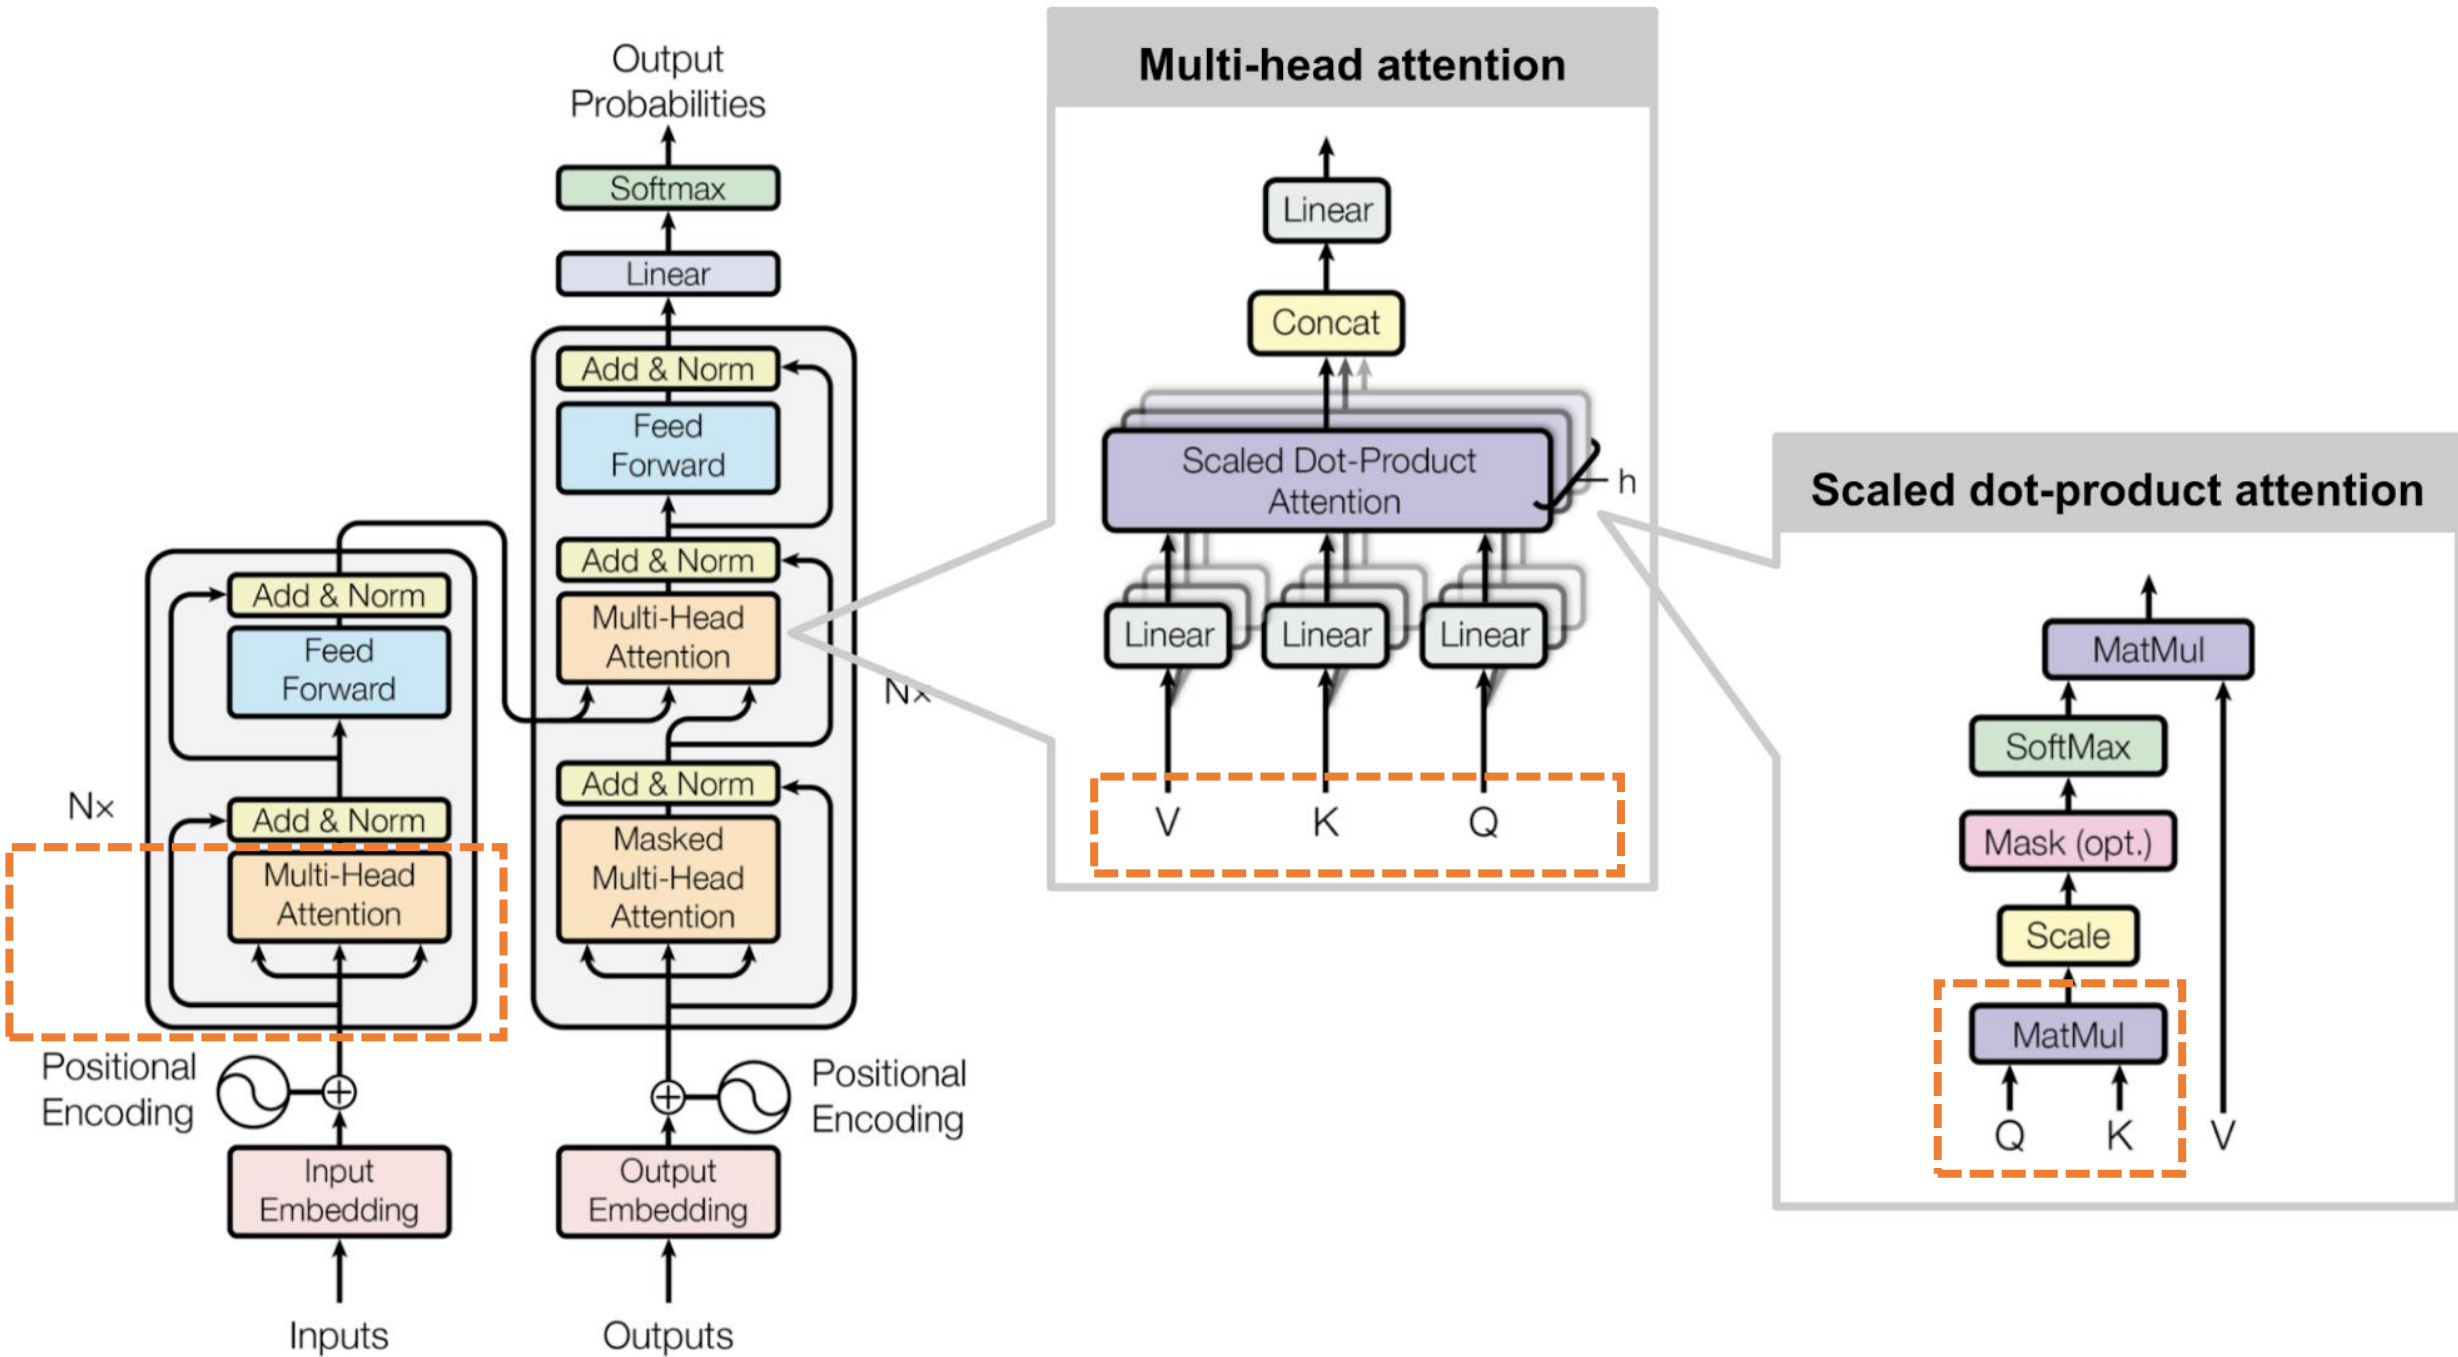 Output
Probabilities
Softmax
Linear
Add & Norm
Feed
Forward
Add & Norm
Multi-Head
Attention
Nx
Add & Norm
Masked
Multi-Head
Attention
Positional
Encoding
Output
Embedding
Outputs
Add & Norm
Feed
Forward
Nx
Add & Norm
Multi-Head
Attention
Positional
Encoding
Input
Embedding
Inputs
Multi-head attention
Linear
Concat
Scaled Dot-Product
Attention
h
Linear Linear Linear
V K Q
Scaled dot-product attention
MatMul
SoftMax
Mask (opt.)
Scale
MatMul
Q K V